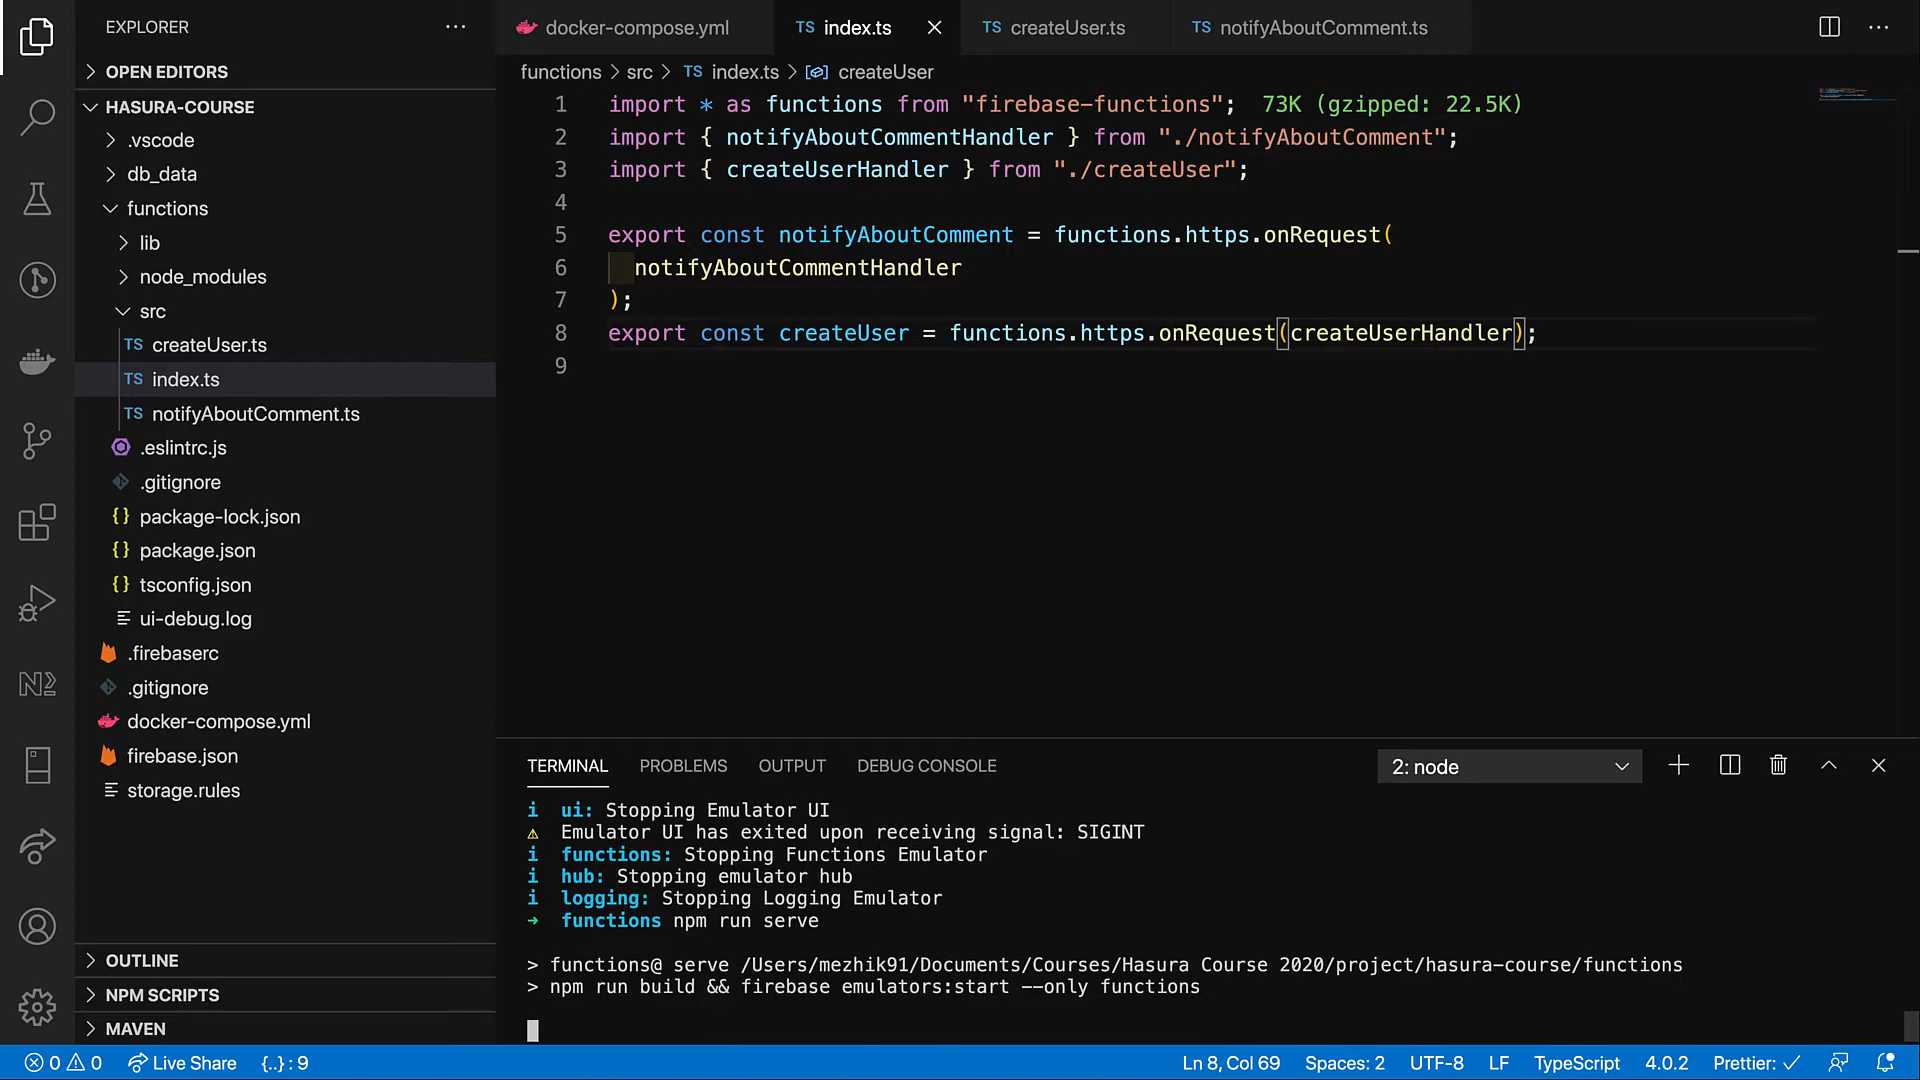 EXPLORER
OPEN EDITORS
HASURA-COURSE
.vscode
db_data
functions
lib
node_modules
src
TS createUser.ts
TS index.ts
TS notifyAboutComment.ts
.eslintrc.js
.gitignore
{} package-lock.json
{} package.json
{} tsconfig.json
ui-debug.log
.firebaserc
.gitignore
docker-compose.yml
firebase.json
storage.rules
OUTLINE
NPM SCRIPTS
MAVEN
docker-compose.yml
TS index.ts
TS createUser.ts
TS notifyAboutComment.ts
functions > src > TS index.ts > createUser
1 import * as functions from "firebase-functions"; 73K (gzipped: 22.5K)
2 import { notifyAboutCommentHandler } from "./notifyAboutComment";
3 import { createUserHandler } from "./createUser";
4
5 export const notifyAboutComment = functions.https.onRequest(
6 notifyAboutCommentHandler
7 );
8 export const createUser = functions.https.onRequest(createUserHandler);
9
TERMINAL PROBLEMS OUTPUT DEBUG CONSOLE 2: node
i ui: Stopping Emulator UI
⚠ Emulator UI has exited upon receiving signal: SIGINT
i functions: Stopping Functions Emulator
i hub: Stopping emulator hub
i logging: Stopping Logging Emulator
→ functions npm run serve
> functions@ serve /Users/mezhik91/Documents/Courses/Hasura Course 2020/project/hasura-course/functions
> npm run build && firebase emulators:start --only functions
0 0 Live Share {..} : 9 Ln 8, Col 69 Spaces: 2 UTF-8 LF TypeScript 4.0.2 Prettier: ✓